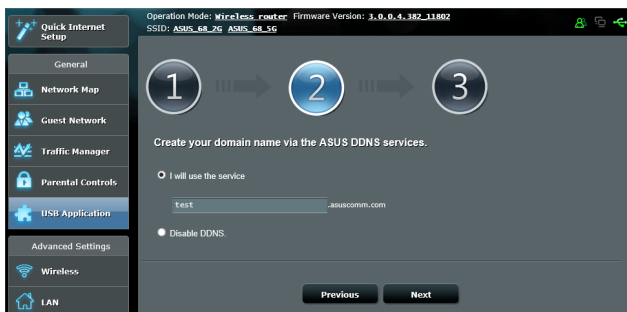 Quick Internet
Setup
General
Network Map
Guest Network
Traffic Manager
Parental Controls
USB Application
Advanced Settings
Wireless
LAN
Operation Mode: Wireless router Firmware Version: 3.0.0.4.382_11802
SSID: ASUS_68_2G ASUS_68_5G
1 2 3
Create your domain name via the ASUS DDNS services.
I will use the service
test .asuscomm.com
Disable DDNS.
Previous Next